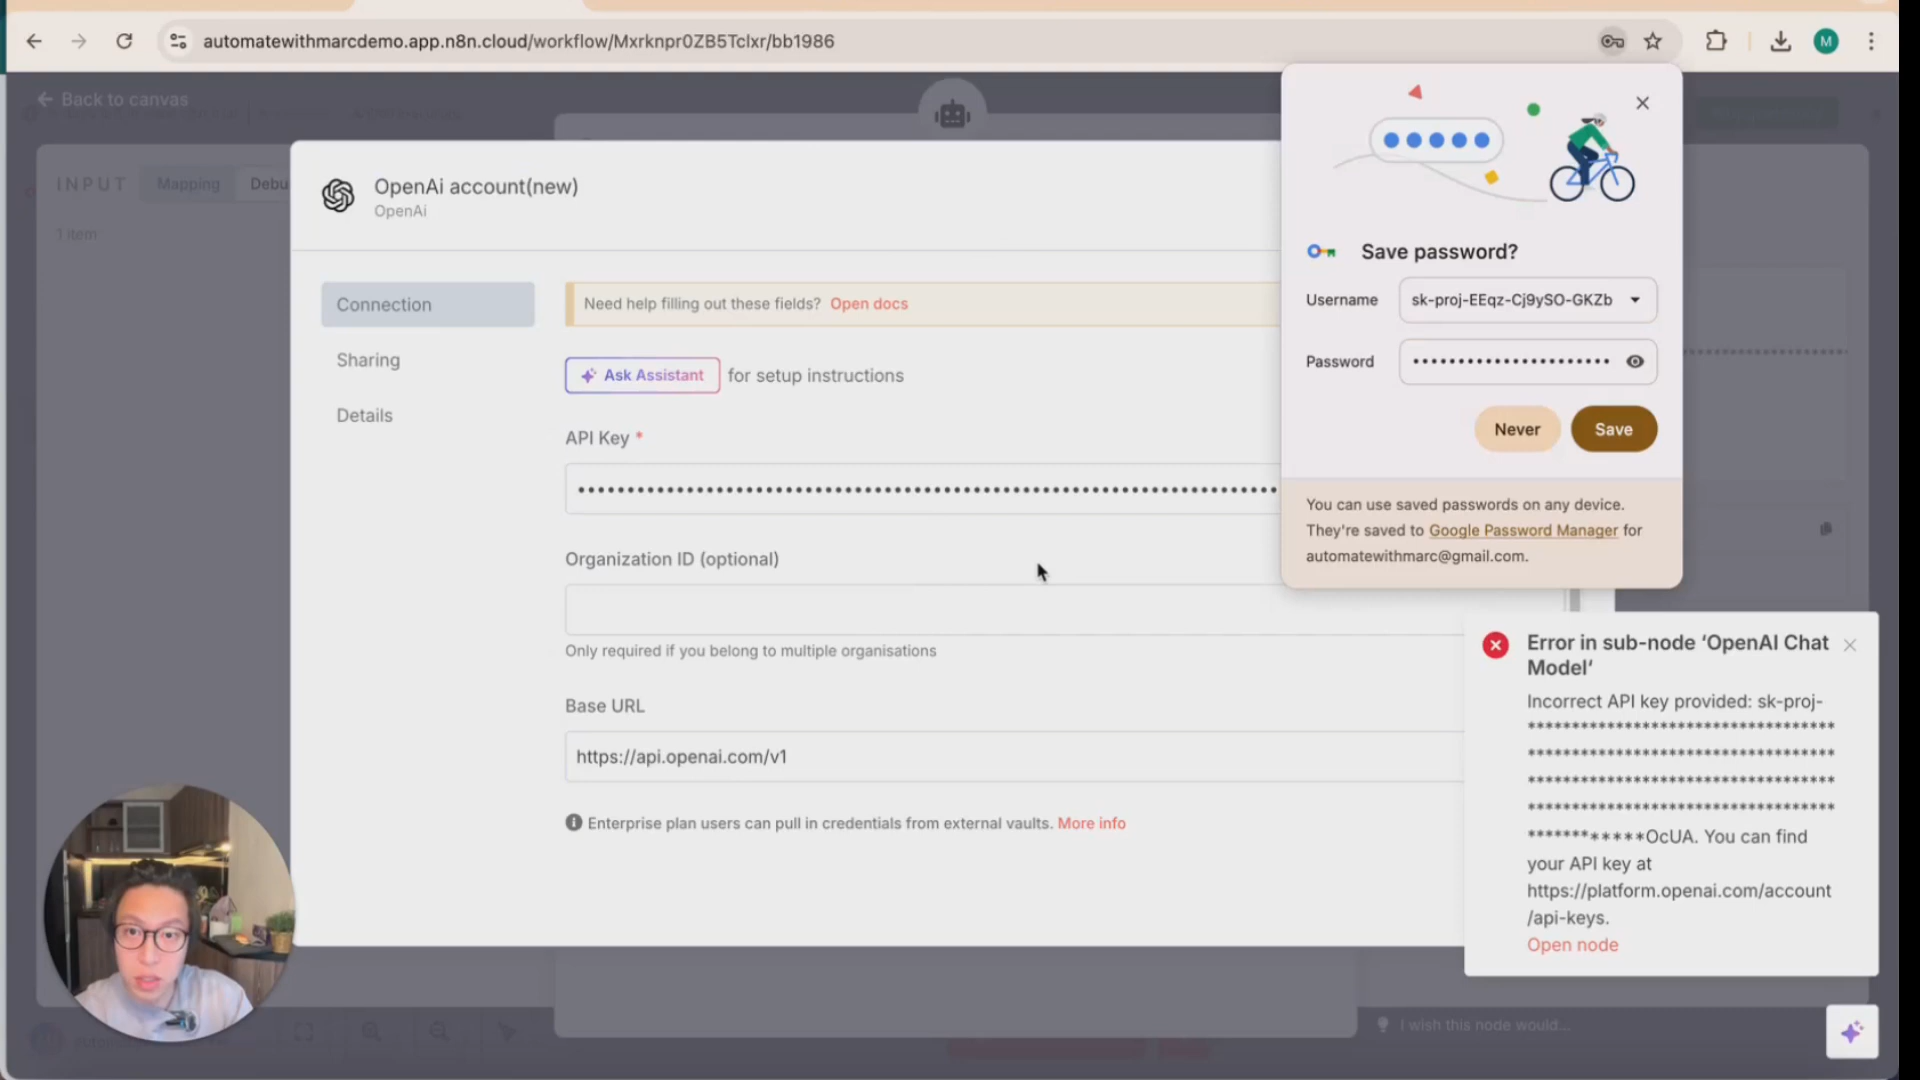 automatewithmarcdemo.app.n8n.cloud/workflow/Mxrknpr0ZB5Tclxr/bb1986
M
Back to canvas
INPUT
Mapping
Debu
1 item
OpenAi account(new)
OpenAi
Connection
Sharing
Details
Need help filling out these fields? Open docs
Ask Assistant for setup instructions
API Key *
••••••••••••••••••••••••••••••••••••••••••••••••••••••••••••
Organization ID (optional)
Only required if you belong to multiple organisations
Base URL
https://api.openai.com/v1
Enterprise plan users can pull in credentials from external vaults. More info
Save password?
Username
sk-proj-EEqz-Cj9ySO-GKZb
Password
••••••••••••••••••••••
Never
Save
You can use saved passwords on any device.
They're saved to Google Password Manager for
automatewithmarc@gmail.com.
Error in sub-node ‘OpenAI Chat
Model‘
Incorrect API key provided: sk-proj-
***********************************
***********************************
***********************************
***********************************
*************OcUA. You can find
your API key at
https://platform.openai.com/account
/api-keys.
Open node
I wish this node would...